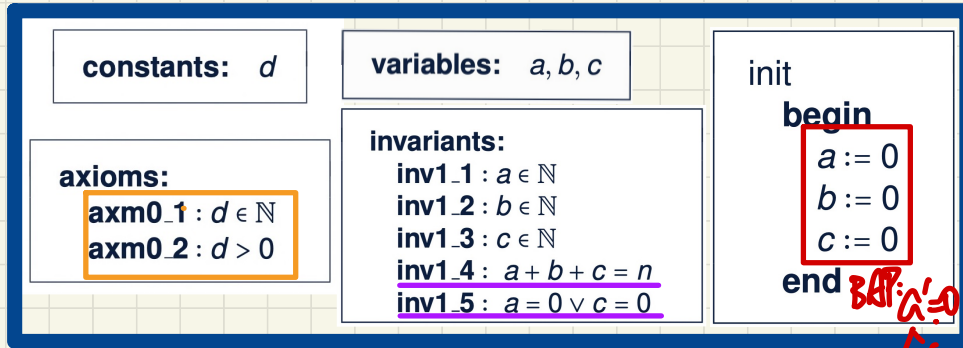 constants: d
axioms:
axm0_1 : d ∈ ℕ
axm0_2 : d > 0
variables: a, b, c
invariants:
inv1_1 : a ∈ ℕ
inv1_2 : b ∈ ℕ
inv1_3 : c ∈ ℕ
inv1_4 : a + b + c = n
inv1_5 : a = 0 ∨ c = 0
init
begin
a := 0
b := 0
c := 0
end
BAP: a'=0